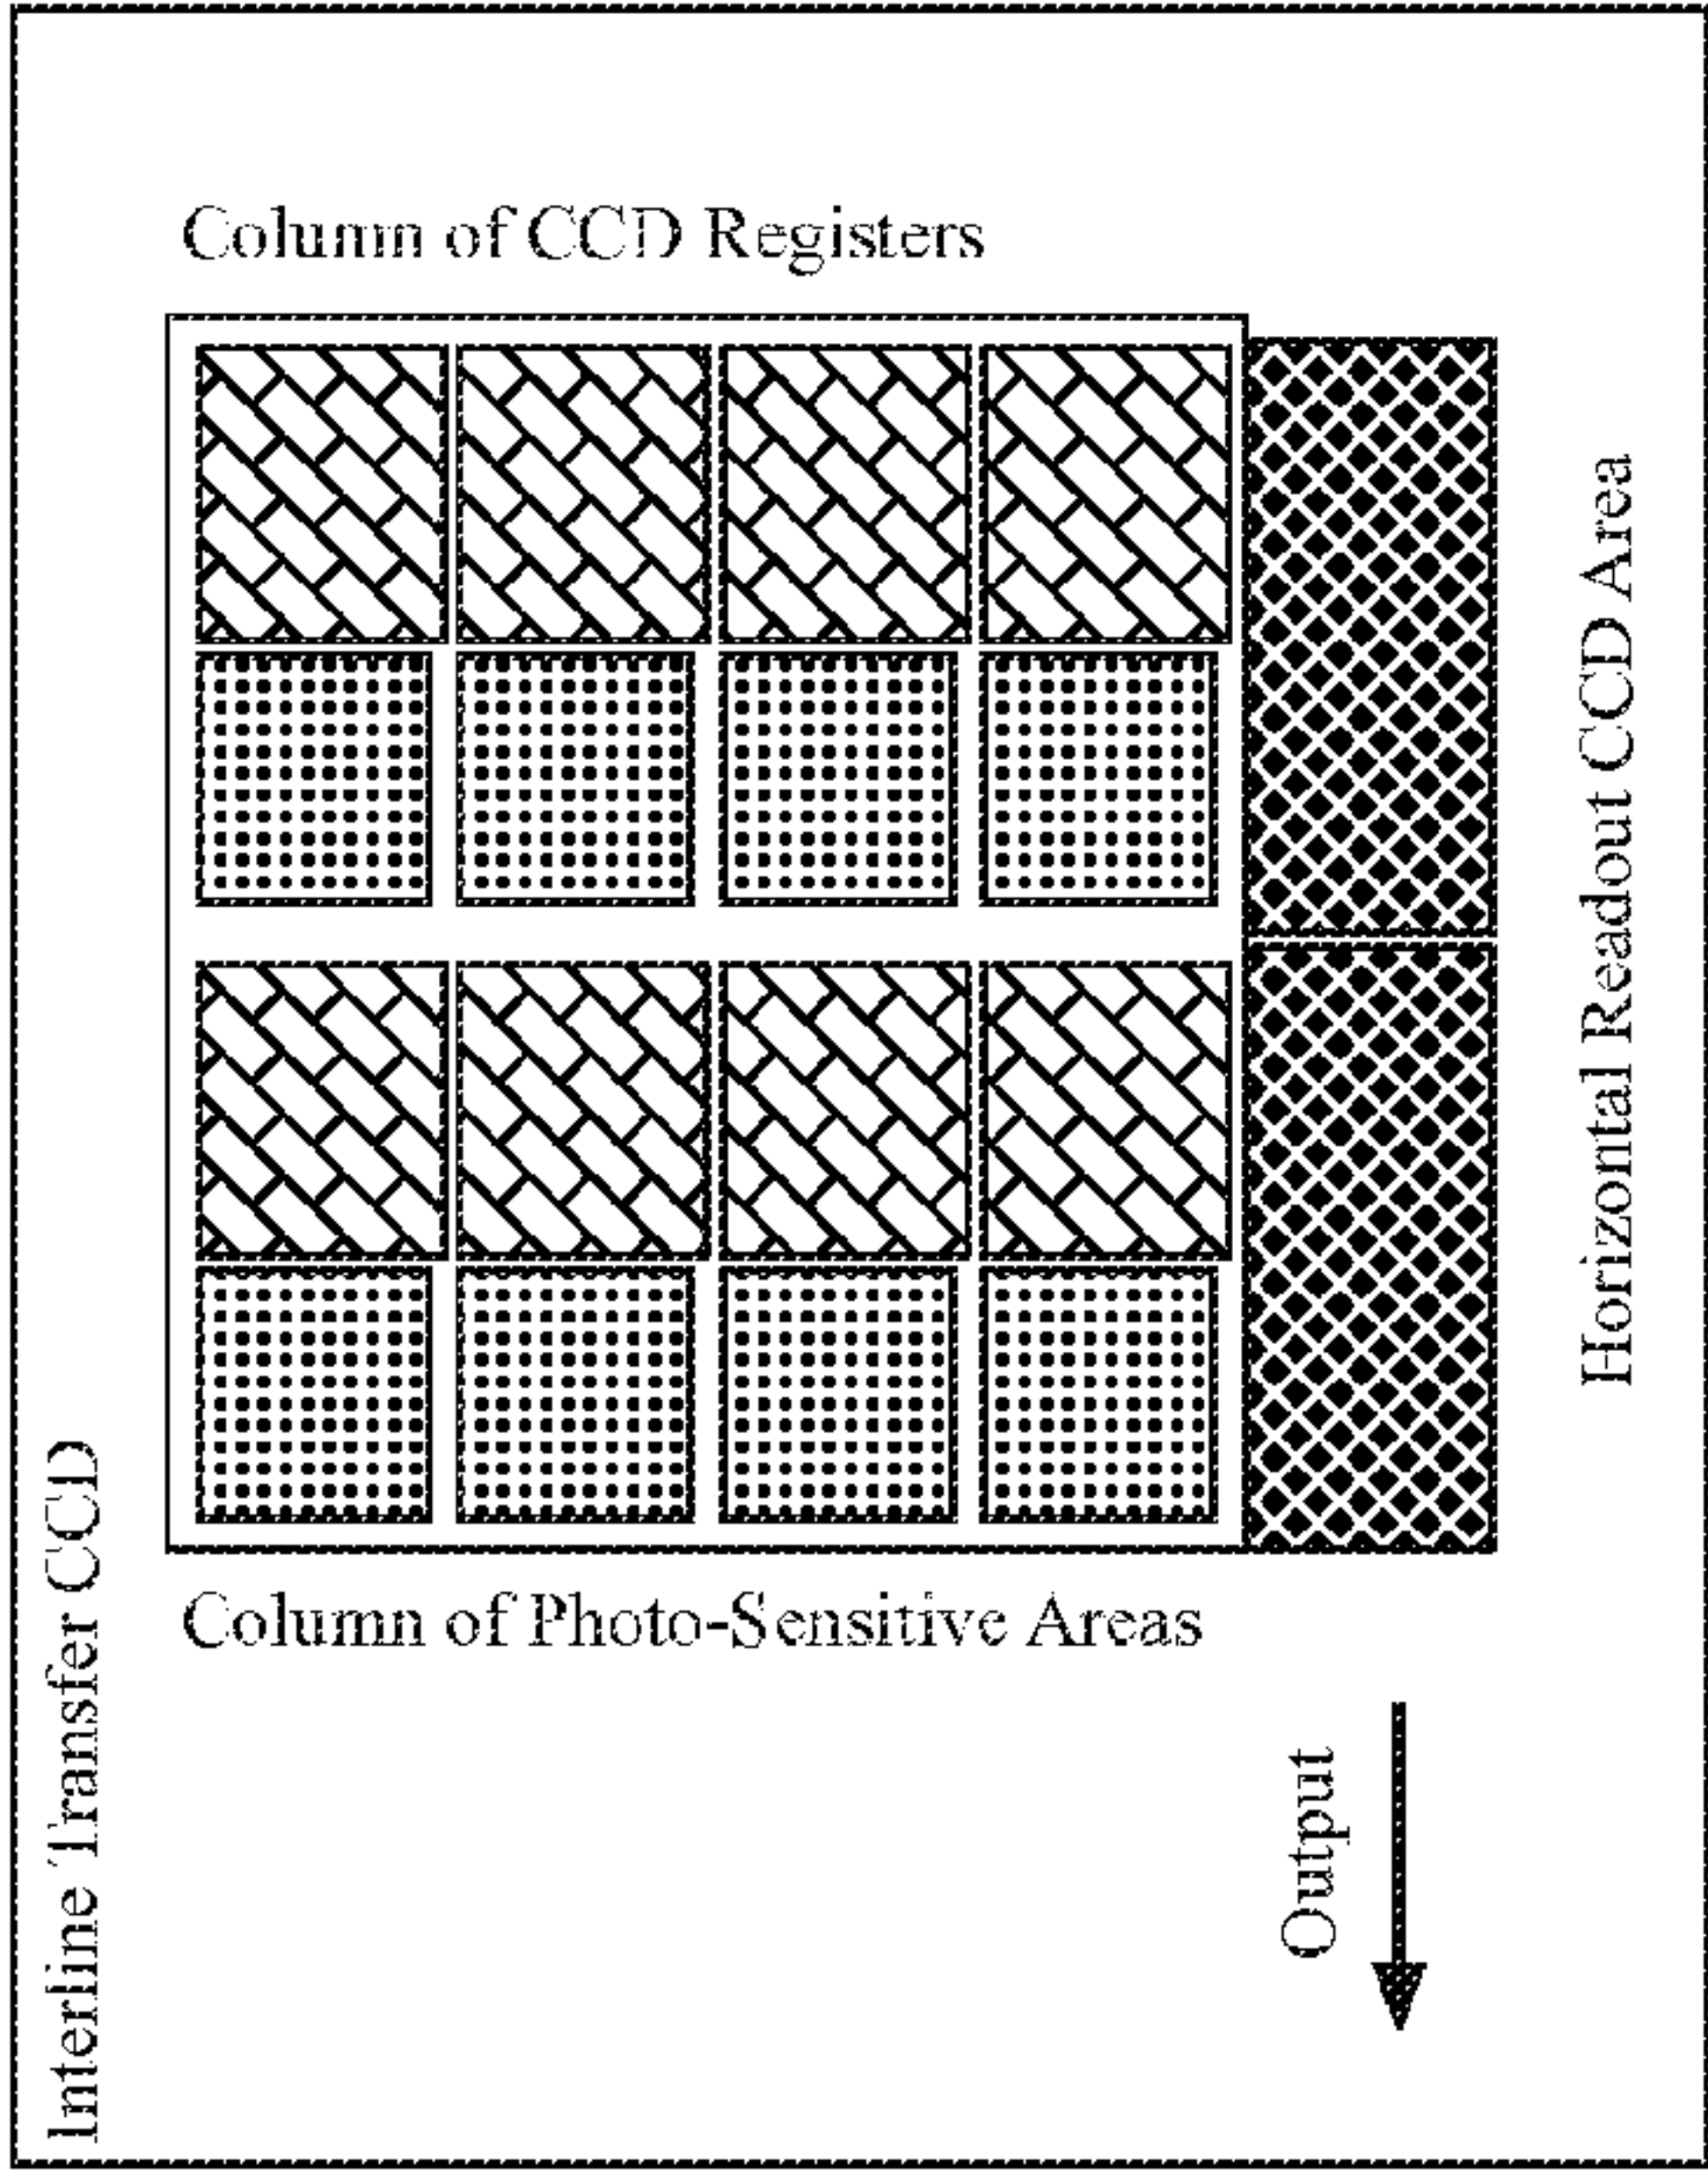 Interline Transfer CCD
Column of CCD Registers
Column of Photo-Sensitive Areas
Horizontal Readout CCD Area
Output